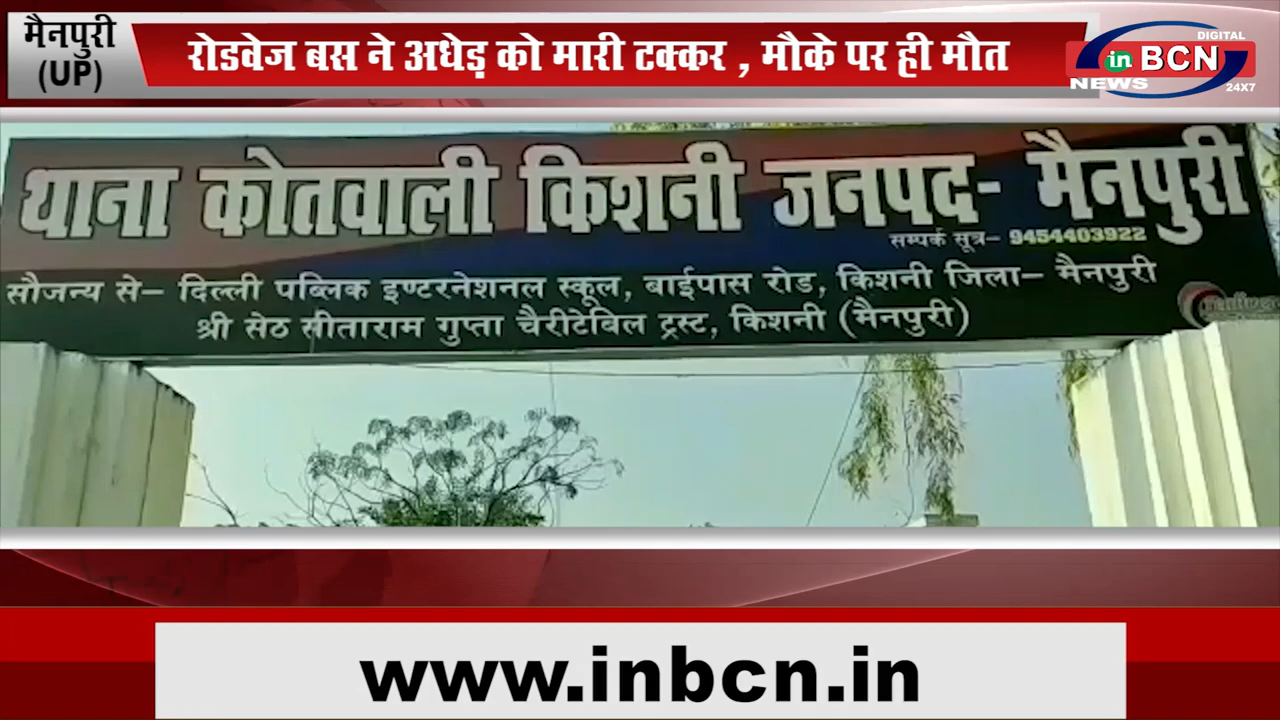 मैनपुरी
(UP)
रोडवेज बस ने अधेड़ को मारी टक्कर , मौके पर ही मौत
DIGITAL
in BCN
NEWS
24X7
थाना कोतवाली किशनी जनपद- मैनपुरी
सम्पर्क सूत्र- 9454403922
सौजन्य से- दिल्ली पब्लिक इण्टरनेशनल स्कूल, बाईपास रोड, किशनी जिला- मैनपुरी
श्री सेठ सीताराम गुप्ता चैरीटेबिल ट्रस्ट, किशनी (मैनपुरी)
www.inbcn.in